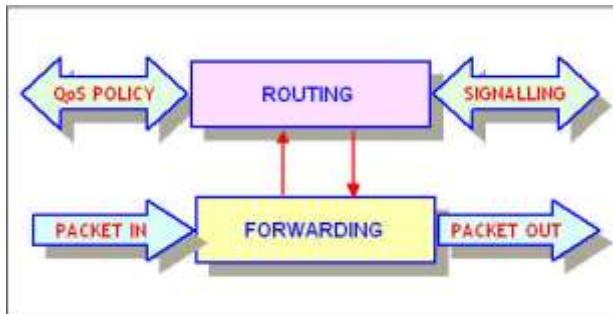 QoS POLICY
ROUTING
SIGNALLING
PACKET IN
FORWARDING
PACKET OUT